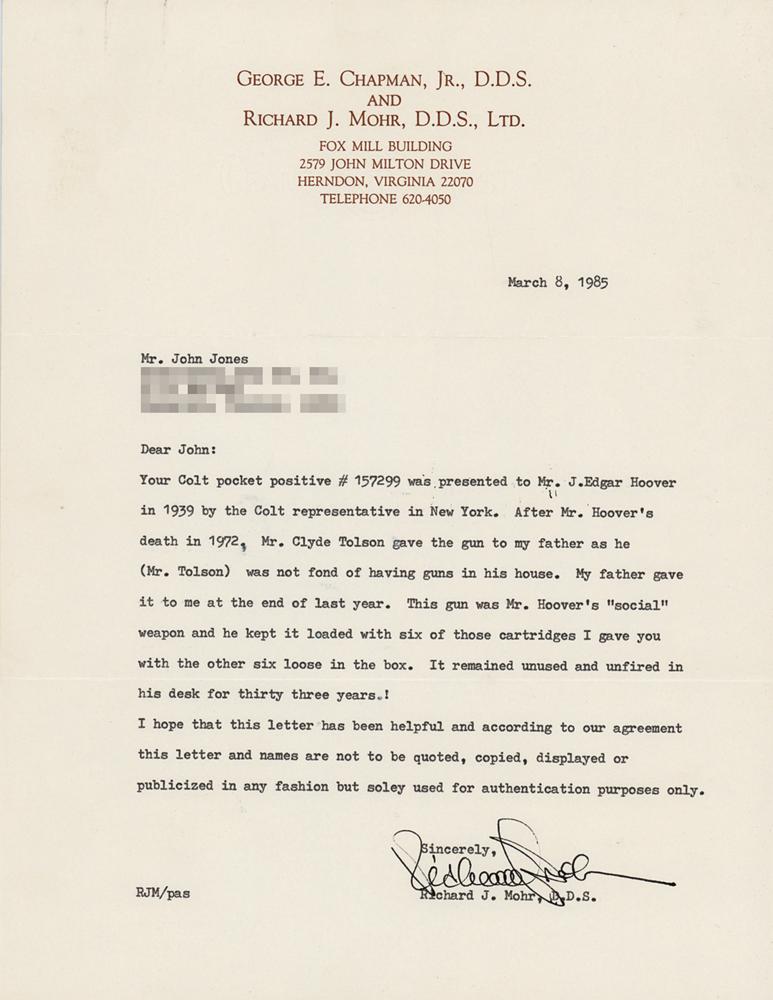 GEORGE E. CHAPMAN, JR., D.D.S.
AND
RICHARD J. MOHR, D.D.S., LTD.
FOX MILL BUILDING
2579 JOHN MILTON DRIVE
HERNDON, VIRGINIA 22070
TELEPHONE 620-4050
March 8, 1985
Mr. John Jones
Dear John:
Your Colt pocket positive # 157299 was presented to Mr. J.Edgar Hoover
in 1939 by the Colt representative in New York. After Mr. Hoover's
death in 1972, Mr. Clyde Tolson gave the gun to my father as he
(Mr. Tolson) was not fond of having guns in his house. My father gave
it to me at the end of last year. This gun was Mr. Hoover's "social"
weapon and he kept it loaded with six of those cartridges I gave you
with the other six loose in the box. It remained unused and unfired in
his desk for thirty three years.!
I hope that this letter has been helpful and according to our agreement
this letter and names are not to be quoted, copied, displayed or
publicized in any fashion but soley used for authentication purposes only.
Sincerely,
Richard J. Mohr, D.D.S.
RJM/pas